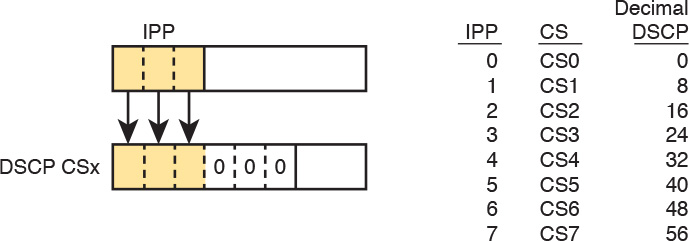 IPP
DSCP CSx
0 0 0
Decimal
IPP CS DSCP
0 CS0 0
1 CS1 8
2 CS2 16
3 CS3 24
4 CS4 32
5 CS5 40
6 CS6 48
7 CS7 56